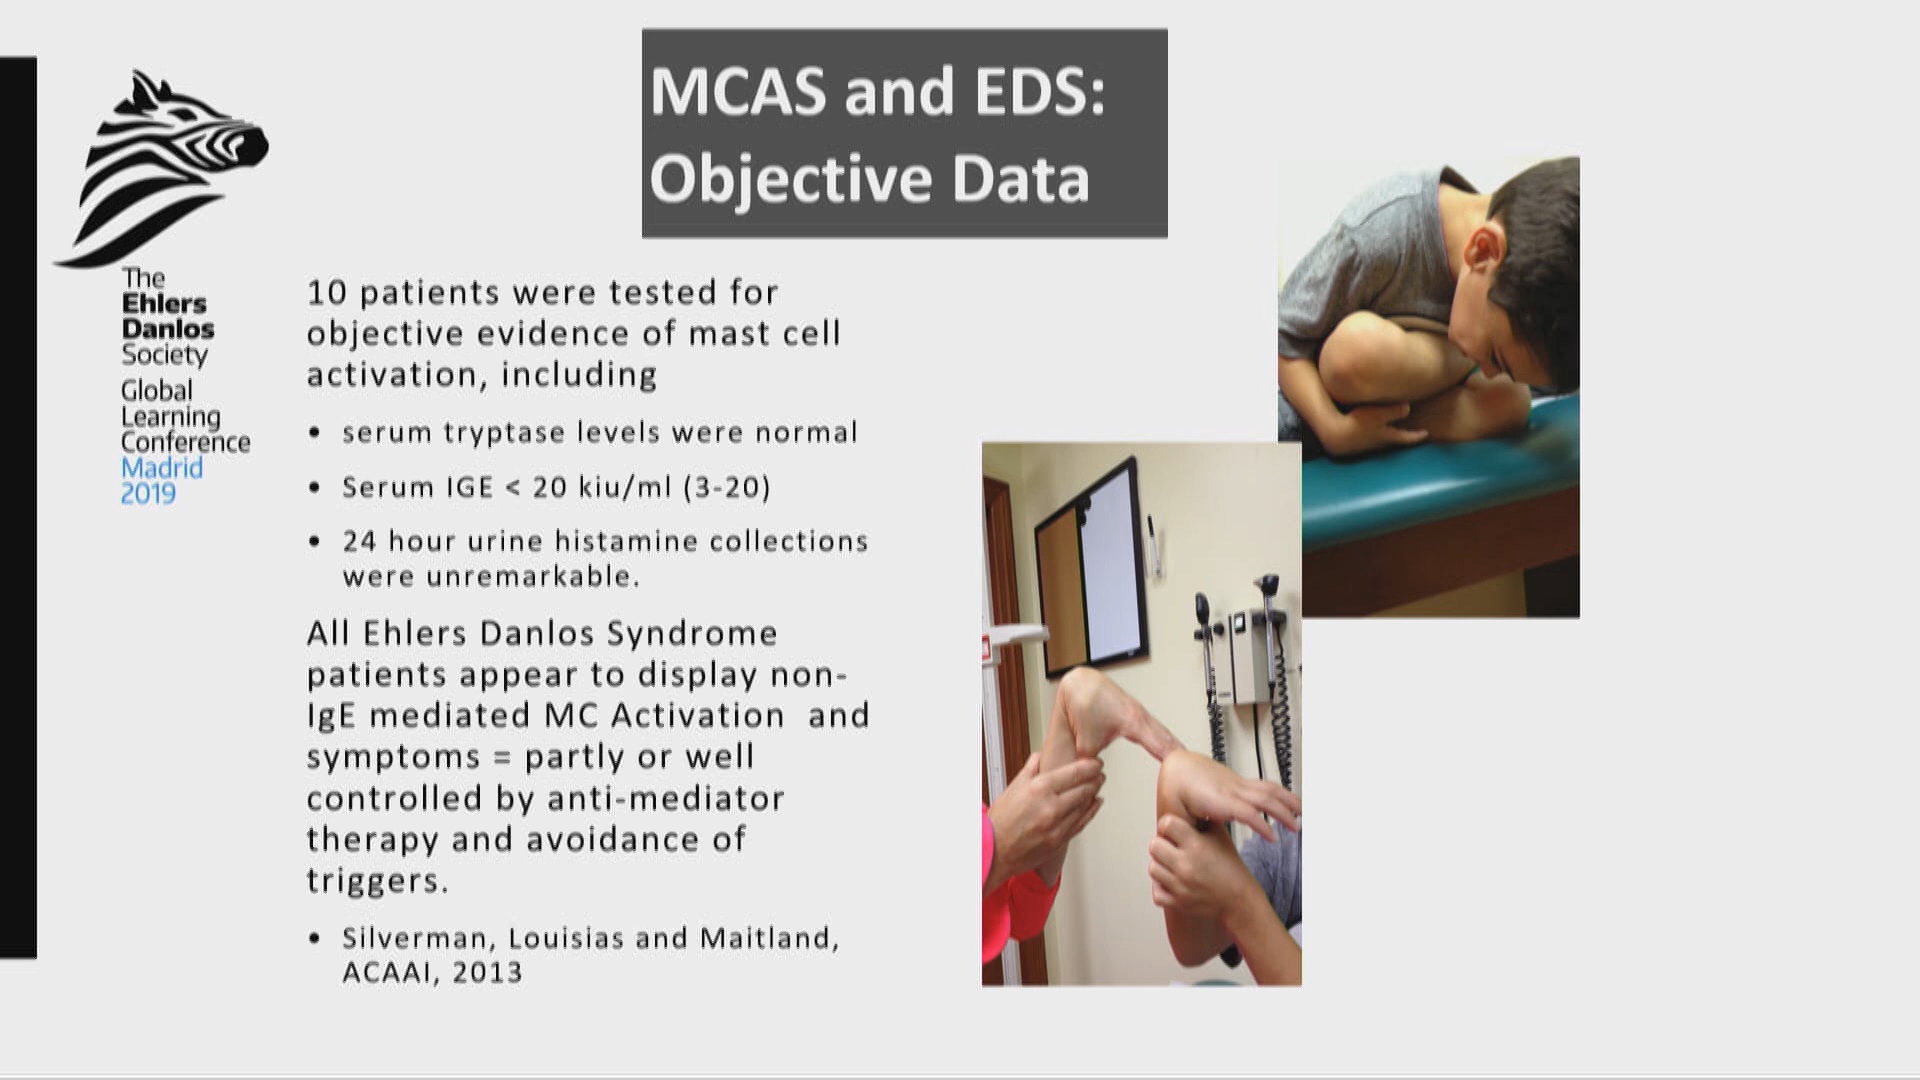 MCAS and EDS:
Objective Data
The
Ehlers
Danlos
Society
Global
Learning
Conference
Madrid
2019
10 patients were tested for
objective evidence of mast cell
activation, including
• serum tryptase levels were normal
• Serum IGE < 20 kiu/ml (3-20)
• 24 hour urine histamine collections
were unremarkable.
All Ehlers Danlos Syndrome
patients appear to display non-
IgE mediated MC Activation  and
symptoms = partly or well
controlled by anti-mediator
therapy and avoidance of
triggers.
• Silverman, Louisias and Maitland,
ACAAI, 2013